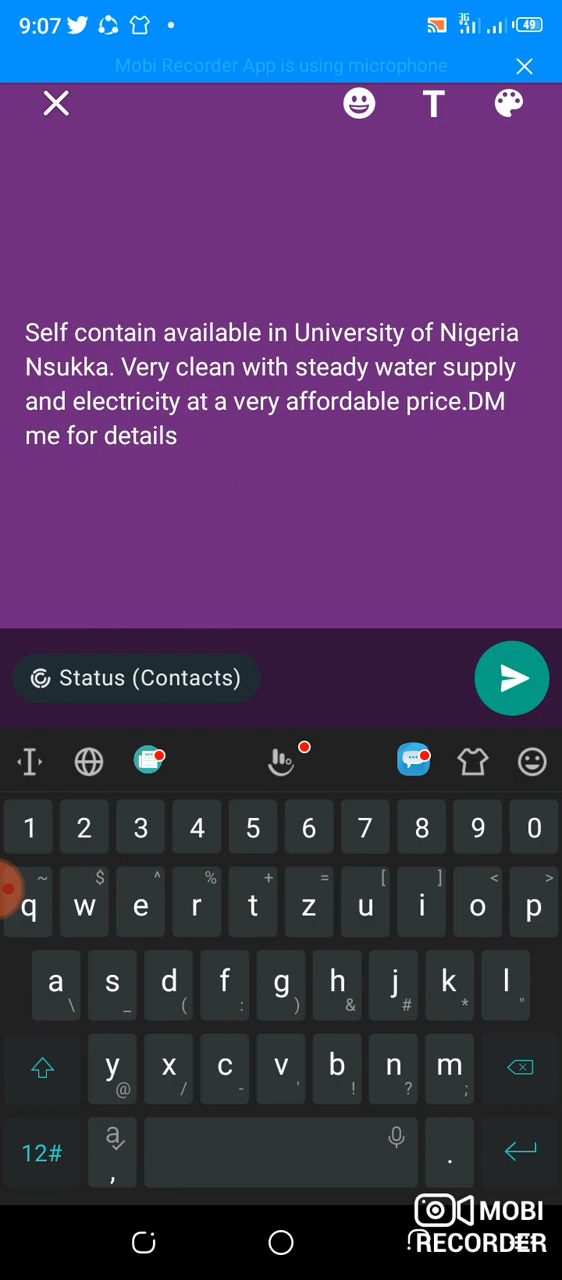 9:07
3G
49
Mobi Recorder App is using microphone
T
Self contain available in University of Nigeria
Nsukka. Very clean with steady water supply
and electricity at a very affordable price.DM
me for details
Status (Contacts)
1 2 3 4 5 6 7 8 9 0
~ $ ^ % + = [ ] < >
q w e r t z u i o p
a s d f g h j k l
\ _ ( : ) & # * "
y x c v b n m
@ / - ' ! ? ;
12# a , .
MOBI
RECORDER